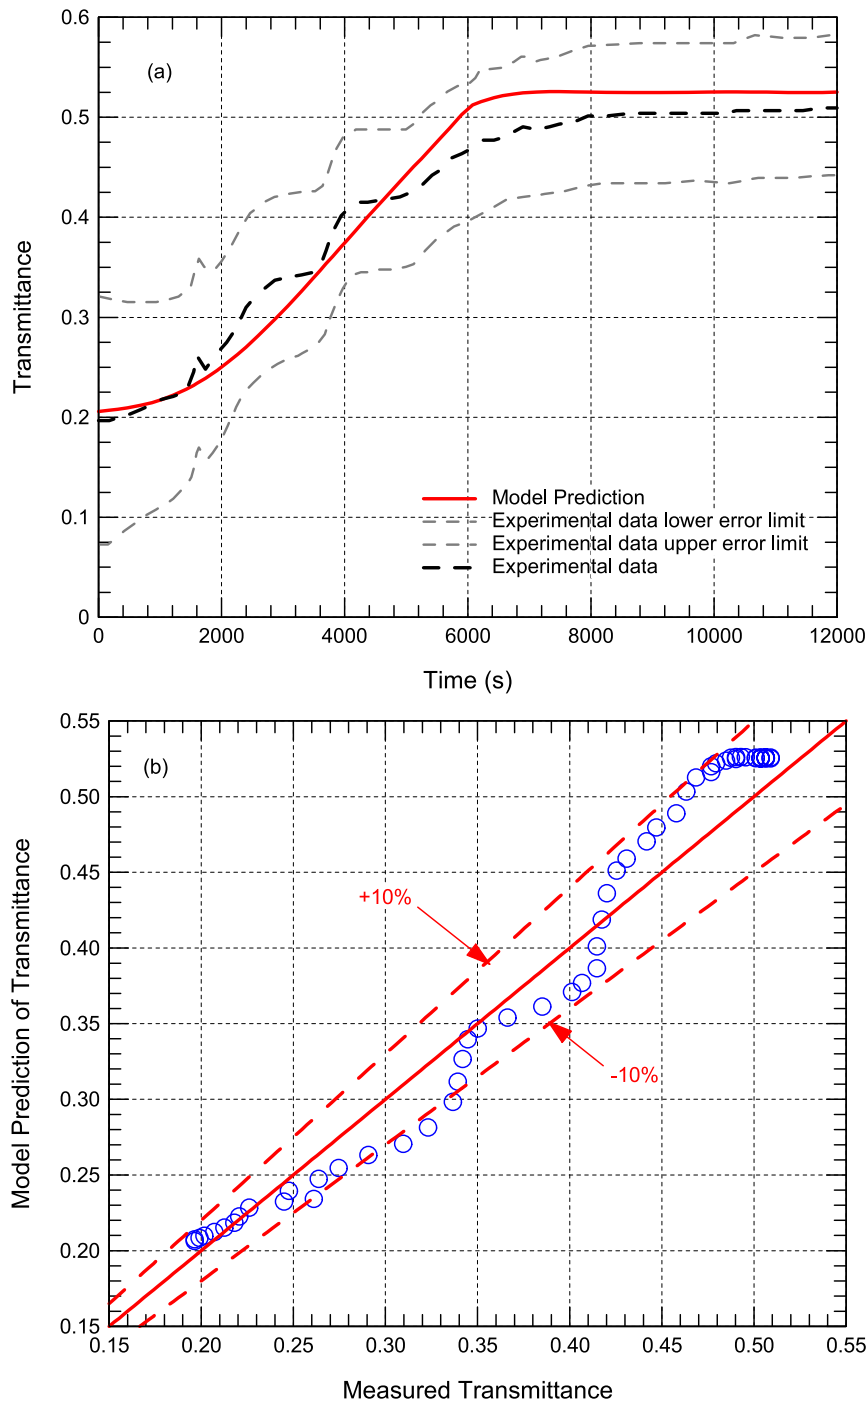 0.6
(a)
0.5
0.4
Transmittance
0.3
0.2
Model Prediction
0.1
Experimental data lower error limit
Experimental data upper error limit
Experimental data
0
0 2000 4000 6000 8000 10000 12000
Time (s)
0.55
(b)
0.50
0.45
+10%
0.40
Model Prediction of Transmittance
0.35
-10%
0.30
0.25
0.20
0.15
0.15 0.20 0.25 0.30 0.35 0.40 0.45 0.50 0.55
Measured Transmittance